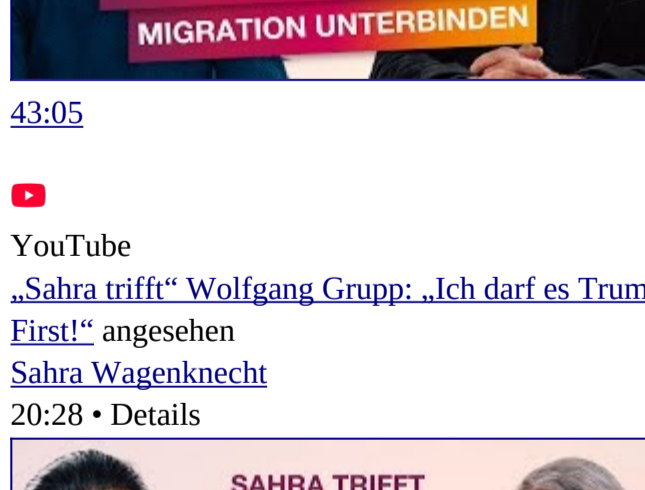 MIGRATION UNTERBINDEN
43:05
YouTube
„Sahra trifft“ Wolfgang Grupp: „Ich darf es Trum
First!“ angesehen
Sahra Wagenknecht
20:28 • Details
SAHRA TRIFFT